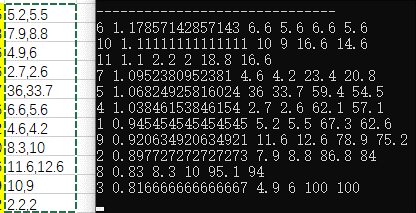 5.2,5.5
7.9,8.8
4.9,6
2.7,2.6
36,33.7
6.6,5.6
4.6,4.2
8.3,10
11.6,12.6
10,9
2.2,2
--------------------------------
6 1.17857142857143 6.6 5.6 6.6 5.6
10 1.11111111111111 10 9 16.6 14.6
11 1.1 2.2 2 18.8 16.6
7 1.0952380952381 4.6 4.2 23.4 20.8
5 1.06824925816024 36 33.7 59.4 54.5
4 1.03846153846154 2.7 2.6 62.1 57.1
1 0.945454545454545 5.2 5.5 67.3 62.6
9 0.920634920634921 11.6 12.6 78.9 75.2
2 0.897727272727273 7.9 8.8 86.8 84
8 0.83 8.3 10 95.1 94
3 0.816666666666667 4.9 6 100 100